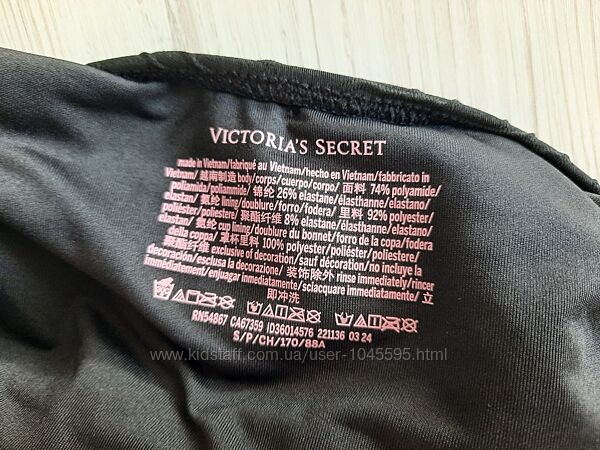 VICTORIA'S SECRET
made in Vietnam/fabriqué au Vietnam/hecho en Vietnam/fabbricato in
Vietnam/越南制造 body/corps/cuerpo/corpo/ 面料 74% polyamide/
poliamida/poliammide/ 锦纶 26% elastane/élasthanne/elastano/
elastan/ 氨纶 lining/doublure/forro/fodera/ 里料 92% polyester/
poliéster/poliestere/ 聚酯纤维 8% elastane/élasthanne/elastano/
elastan/ 氨纶 cup lining/doublure du bonnet/forro de la copa/fodera
della coppa/ 罩杯里料 100% polyester/poliéster/poliestere/
聚酯纤维 exclusive of decoration/sauf décoration/no incluye la
decoración/esclusa la decorazione/ 装饰除外 rinse immediately/rincer
immédiatement/enjuagar inmediatamente/sciacquare immediatamente/ 立
即冲洗
RN54867 CA67359 ID36014576 221136 03 24
S/P/CH/170/88A
www.kidstaff.com.ua/user-1045595.html